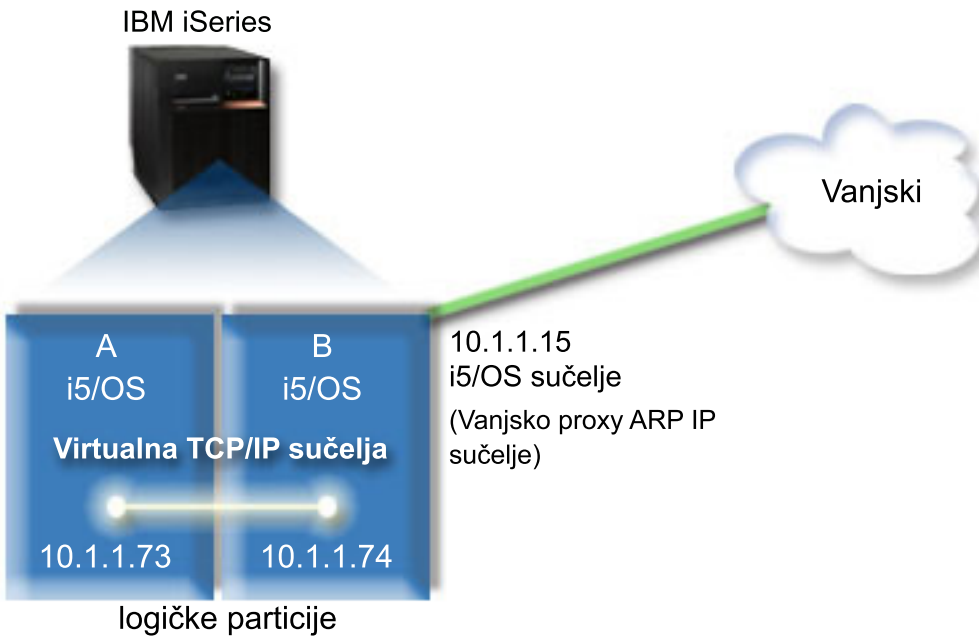 IBM iSeries
Vanjski
A
i5/OS
B
i5/OS
10.1.1.15
i5/OS sučelje
(Vanjsko proxy ARP IP
sučelje)
Virtualna TCP/IP sučelja
10.1.1.73
10.1.1.74
logičke particije